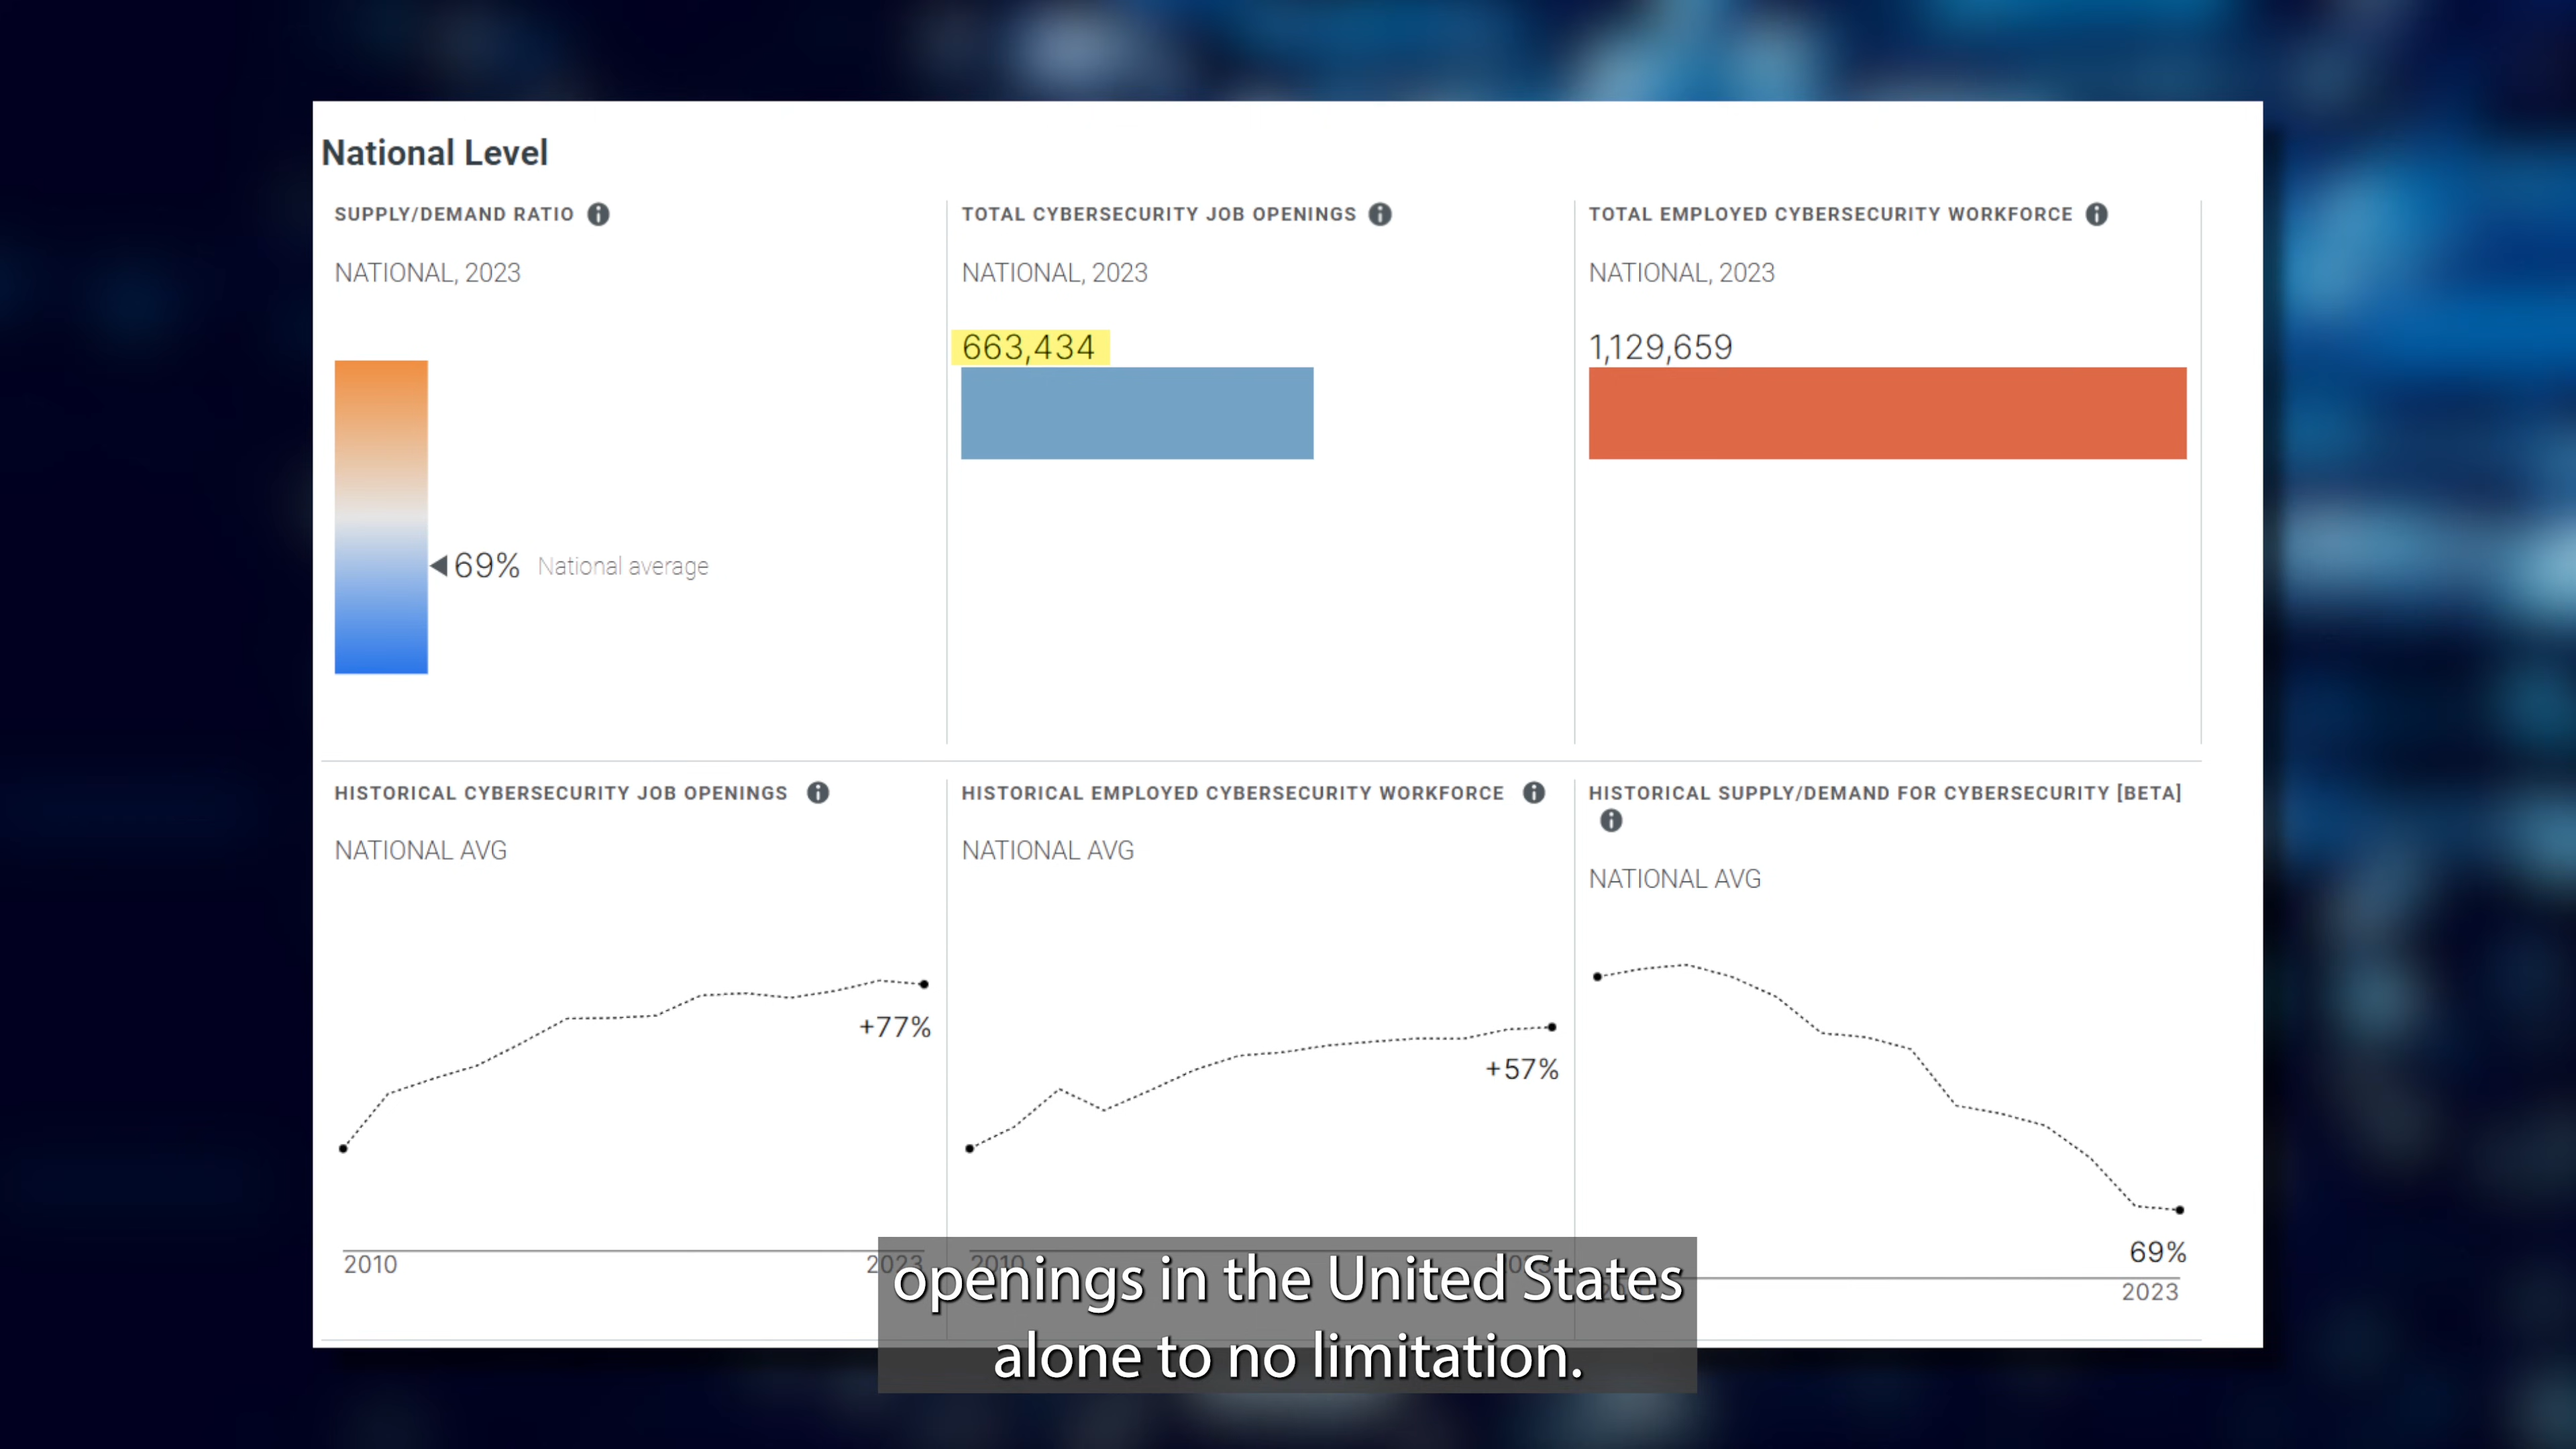 National Level
SUPPLY/DEMAND RATIO
NATIONAL, 2023
69% National average
TOTAL CYBERSECURITY JOB OPENINGS
NATIONAL, 2023
663,434
TOTAL EMPLOYED CYBERSECURITY WORKFORCE
NATIONAL, 2023
1,129,659
HISTORICAL CYBERSECURITY JOB OPENINGS
NATIONAL AVG
+77%
2010 2023
HISTORICAL EMPLOYED CYBERSECURITY WORKFORCE
NATIONAL AVG
+57%
2010
HISTORICAL SUPPLY/DEMAND FOR CYBERSECURITY [BETA]
NATIONAL AVG
69%
2023
openings in the United States
alone to no limitation.